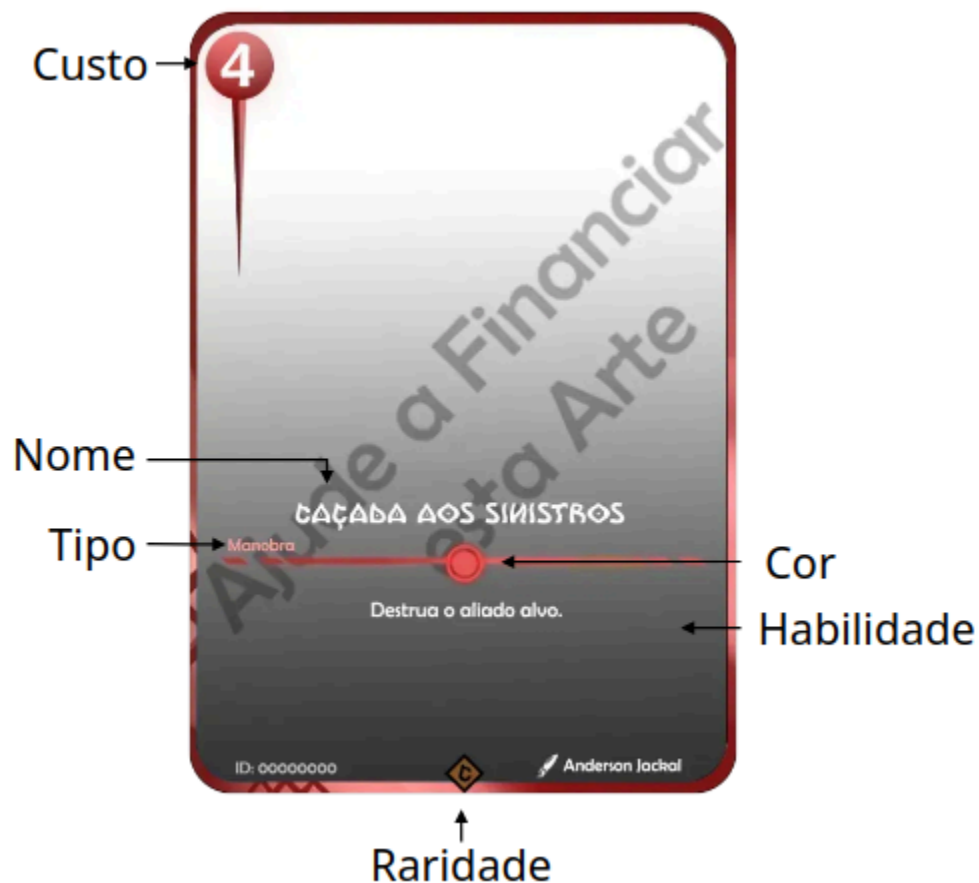 Custo
4
Ajude a Financiar
esta Arte
Nome
CAÇADA AOS SINISTROS
Tipo
Manobra
Cor
Destrua o aliado alvo.
Habilidade
ID: 00000000
C
Anderson Jackal
Raridade